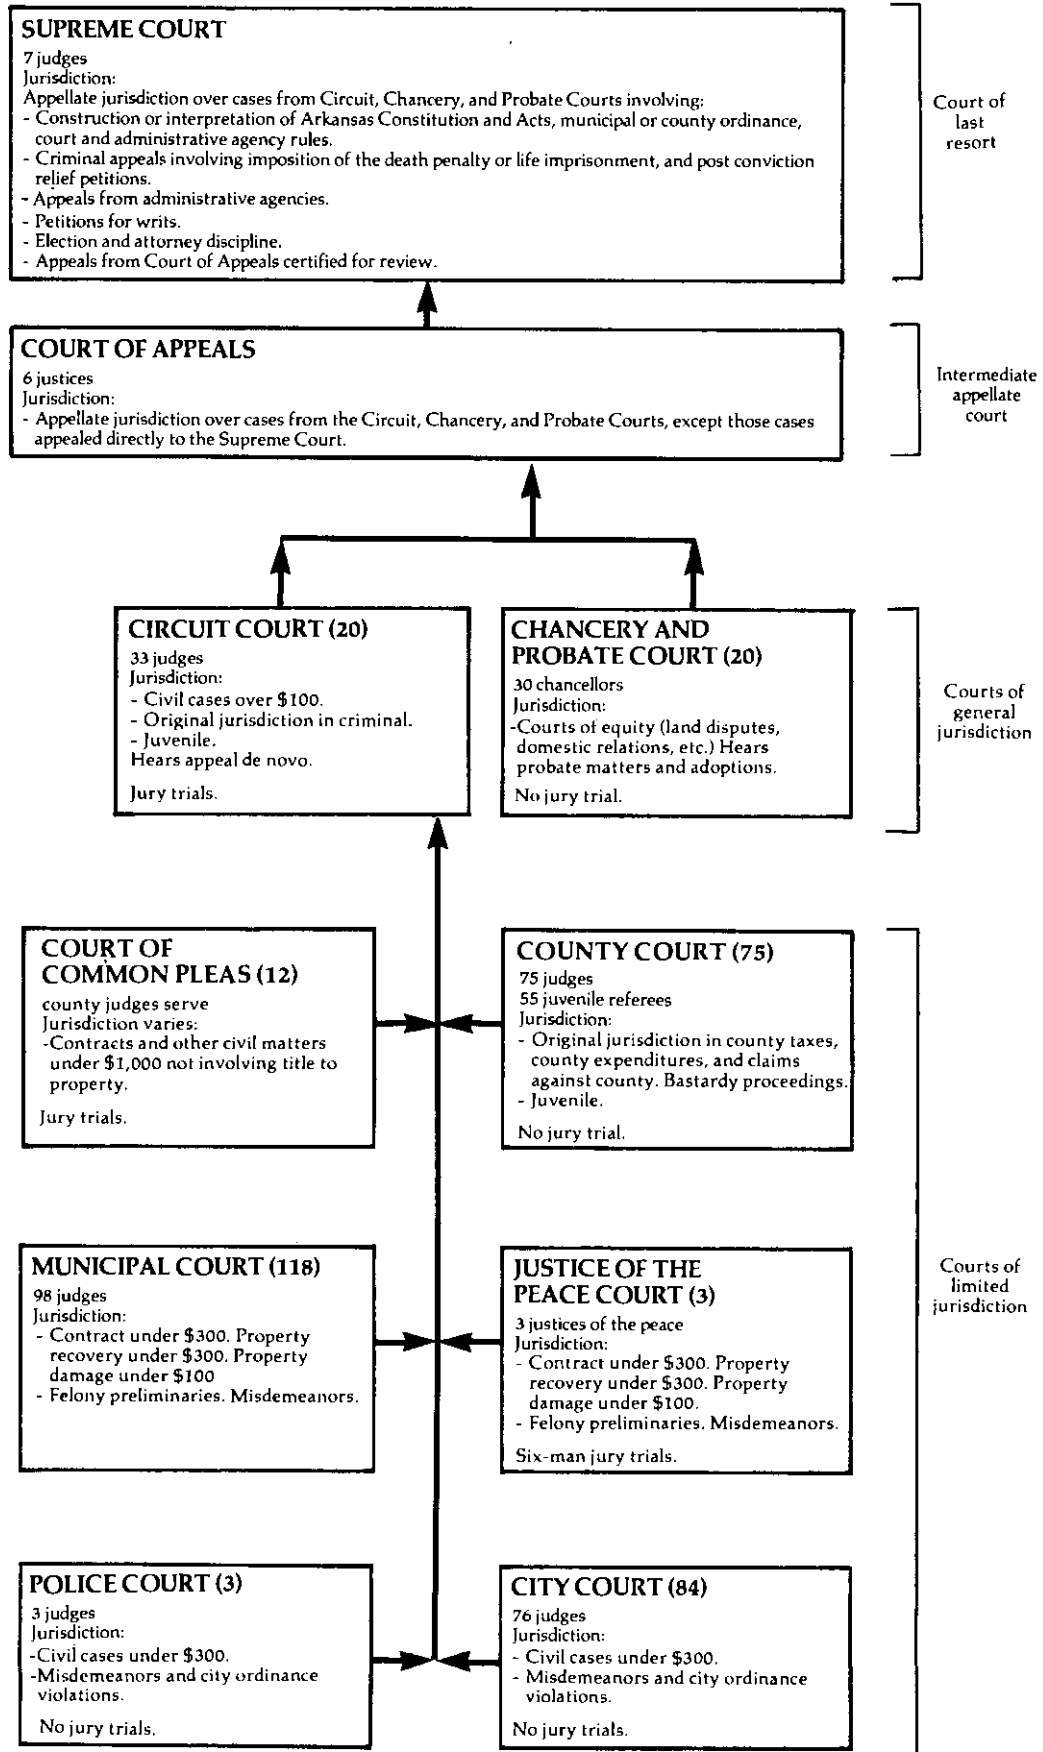 SUPREME COURT
7 judges
Jurisdiction:
Appellate jurisdiction over cases from Circuit, Chancery, and Probate Courts involving:
- Construction or interpretation of Arkansas Constitution and Acts, municipal or county ordinance,
court and administrative agency rules.
- Criminal appeals involving imposition of the death penalty or life imprisonment, and post conviction
relief petitions.
- Appeals from administrative agencies.
- Petitions for writs.
- Election and attorney discipline.
- Appeals from Court of Appeals certified for review.
Court of
last
resort
COURT OF APPEALS
6 justices
Jurisdiction:
- Appellate jurisdiction over cases from the Circuit, Chancery, and Probate Courts, except those cases
appealed directly to the Supreme Court.
Intermediate
appellate
court
CIRCUIT COURT (20)
33 judges
Jurisdiction:
- Civil cases over $100.
- Original jurisdiction in criminal.
- Juvenile.
Hears appeal de novo.
Jury trials.
CHANCERY AND
PROBATE COURT (20)
30 chancellors
Jurisdiction:
-Courts of equity (land disputes,
domestic relations, etc.) Hears
probate matters and adoptions.
No jury trial.
Courts of
general
jurisdiction
COURT OF
COMMON PLEAS (12)
county judges serve
Jurisdiction varies:
-Contracts and other civil matters
under $1,000 not involving title to
property.
Jury trials.
COUNTY COURT (75)
75 judges
55 juvenile referees
Jurisdiction:
- Original jurisdiction in county taxes,
county expenditures, and claims
against county. Bastardy proceedings.
- Juvenile.
No jury trial.
MUNICIPAL COURT (118)
98 judges
Jurisdiction:
- Contract under $300. Property
recovery under $300. Property
damage under $100
- Felony preliminaries. Misdemeanors.
JUSTICE OF THE
PEACE COURT (3)
3 justices of the peace
Jurisdiction:
- Contract under $300. Property
recovery under $300. Property
damage under $100.
- Felony preliminaries. Misdemeanors.
Six-man jury trials.
Courts of
limited
jurisdiction
POLICE COURT (3)
3 judges
Jurisdiction:
-Civil cases under $300.
-Misdemeanors and city ordinance
violations.
No jury trials.
CITY COURT (84)
76 judges
Jurisdiction:
- Civil cases under $300.
- Misdemeanors and city ordinance
violations.
No jury trials.